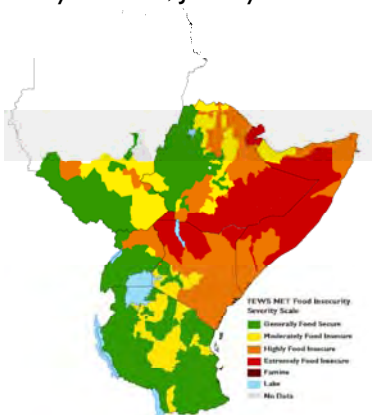 FEWS NET Food Insecurity
Severity Scale
Generally Food Secure
Moderately Food Insecure
Highly Food Insecure
Extremely Food Insecure
Famine
Lake
No Data